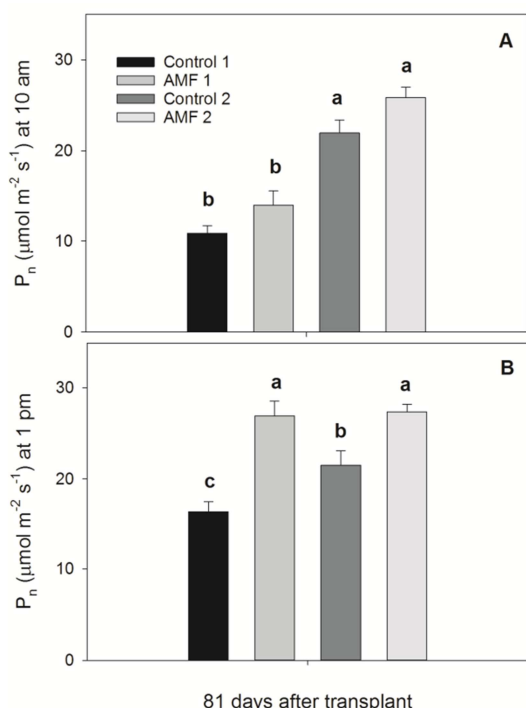 A
Control 1
AMF 1
Control 2
AMF 2
30
20
10
0
Pn (μmol m-2 s-1) at 10 am
b
b
a
a
B
30
20
10
0
Pn (μmol m-2 s-1) at 1 pm
c
a
b
a
81 days after transplant